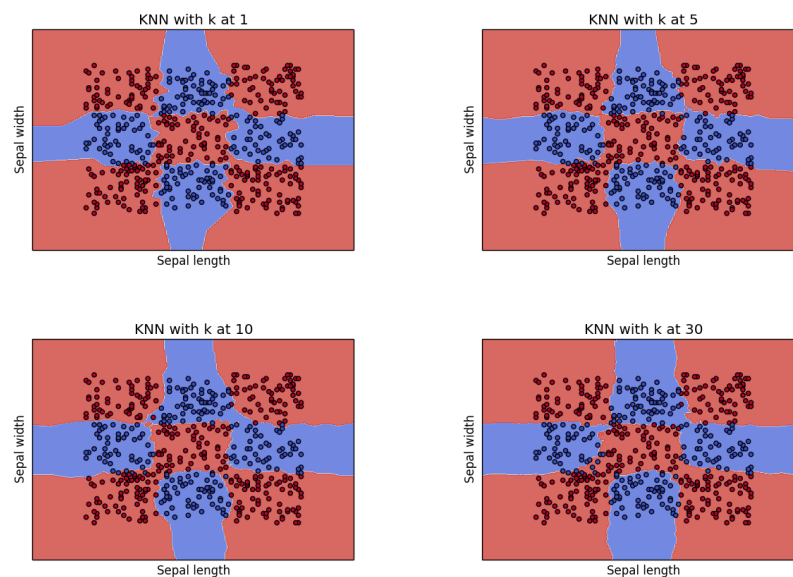 KNN with k at 1
Sepal width
Sepal length
KNN with k at 5
Sepal width
Sepal length
KNN with k at 10
Sepal width
Sepal length
KNN with k at 30
Sepal width
Sepal length